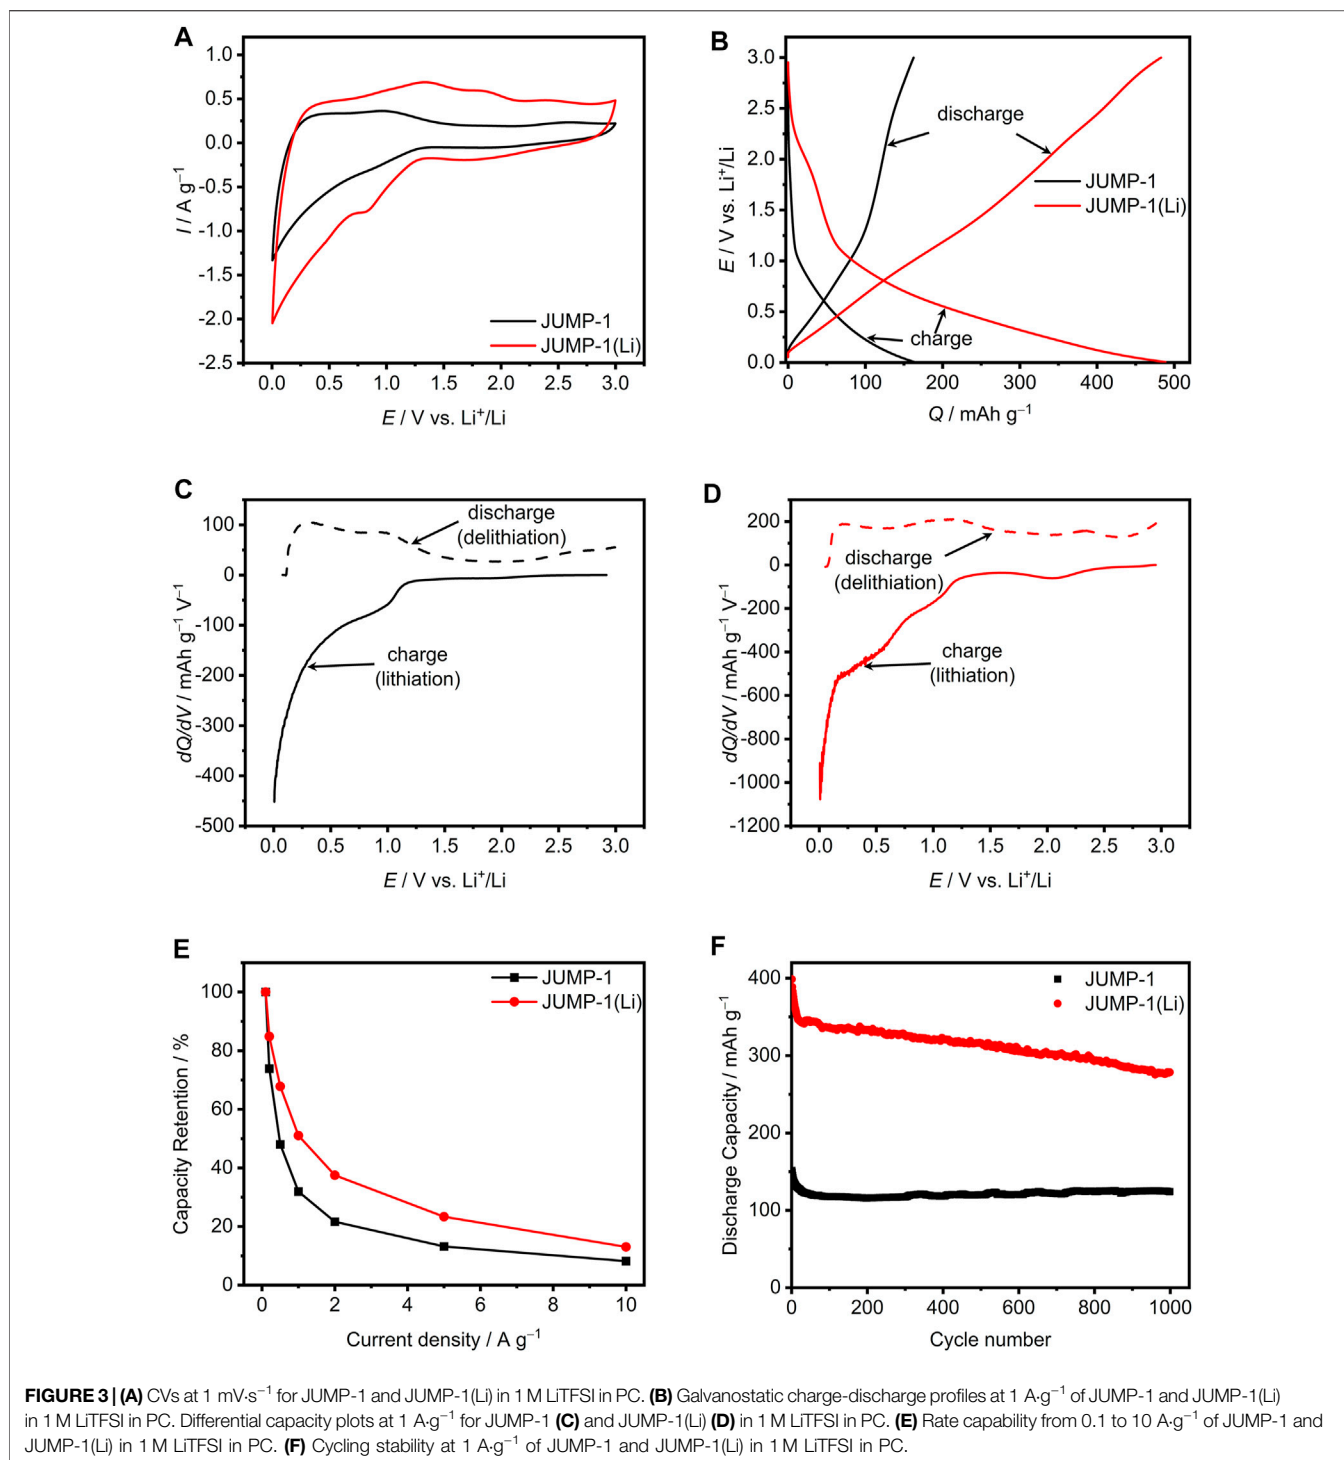 A
1.0
0.5
0.0
-0.5
-1.0
-1.5
-2.0
-2.5
I / A g⁻¹
JUMP-1
JUMP-1(Li)
0.0 0.5 1.0 1.5 2.0 2.5 3.0
E / V vs. Li⁺/Li
B
3.0
2.5
2.0
1.5
1.0
0.5
0.0
E / V vs. Li⁺/Li
discharge
JUMP-1
JUMP-1(Li)
charge
0 100 200 300 400 500
Q / mAh g⁻¹
C
100
0
-100
-200
-300
-400
-500
dQ/dV / mAh g⁻¹ V⁻¹
discharge
(delithiation)
charge
(lithiation)
0.0 0.5 1.0 1.5 2.0 2.5 3.0
E / V vs. Li⁺/Li
D
200
0
-200
-400
-600
-800
-1000
-1200
dQ/dV / mAh g⁻¹ V⁻¹
discharge
(delithiation)
charge
(lithiation)
0.0 0.5 1.0 1.5 2.0 2.5 3.0
E / V vs. Li⁺/Li
E
100
80
60
40
20
0
Capacity Retention / %
JUMP-1
JUMP-1(Li)
0 2 4 6 8 10
Current density / A g⁻¹
F
400
300
200
100
0
Discharge Capacity / mAh g⁻¹
JUMP-1
JUMP-1(Li)
0 200 400 600 800 1000
Cycle number
FIGURE 3 | (A) CVs at 1 mV·s⁻¹ for JUMP-1 and JUMP-1(Li) in 1 M LiTFSI in PC. (B) Galvanostatic charge-discharge profiles at 1 A·g⁻¹ of JUMP-1 and JUMP-1(Li)
in 1 M LiTFSI in PC. Differential capacity plots at 1 A·g⁻¹ for JUMP-1 (C) and JUMP-1(Li) (D) in 1 M LiTFSI in PC. (E) Rate capability from 0.1 to 10 A·g⁻¹ of JUMP-1 and
JUMP-1(Li) in 1 M LiTFSI in PC. (F) Cycling stability at 1 A·g⁻¹ of JUMP-1 and JUMP-1(Li) in 1 M LiTFSI in PC.